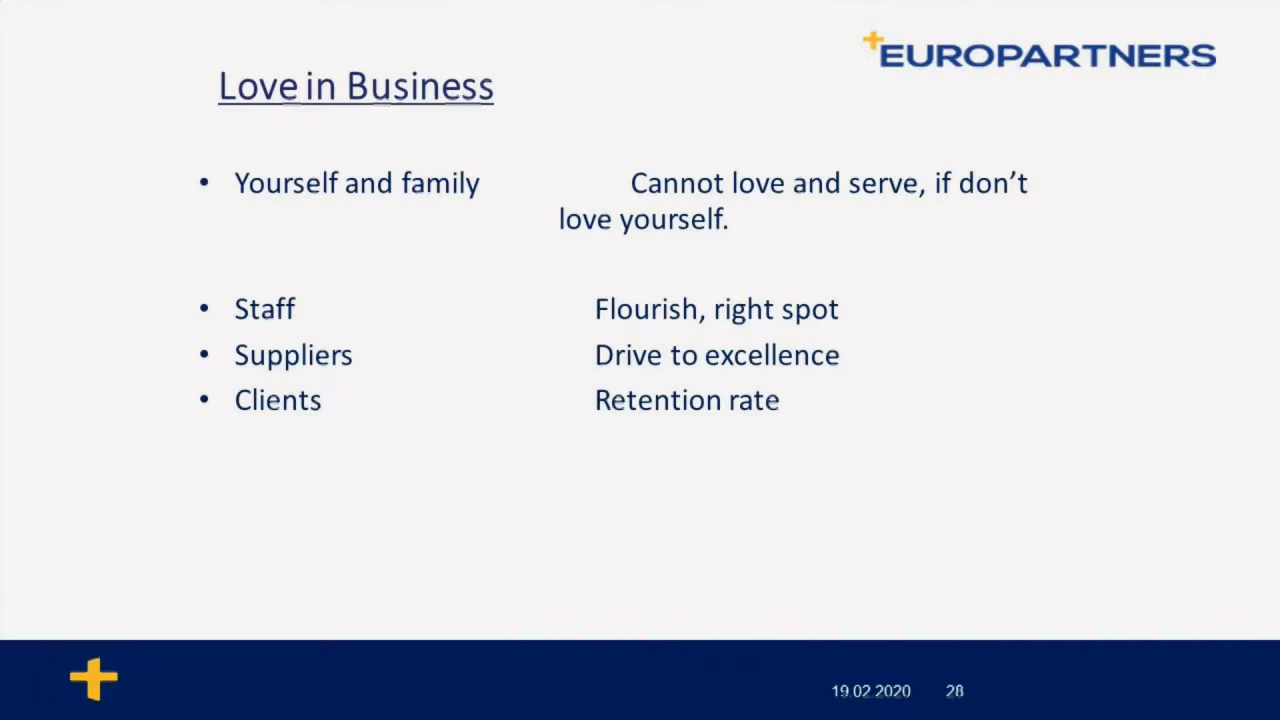 EUROPARTNERS
Love in Business
• Yourself and family Cannot love and serve, if don’t
love yourself.
• Staff Flourish, right spot
• Suppliers Drive to excellence
• Clients Retention rate
19.02.2020 28